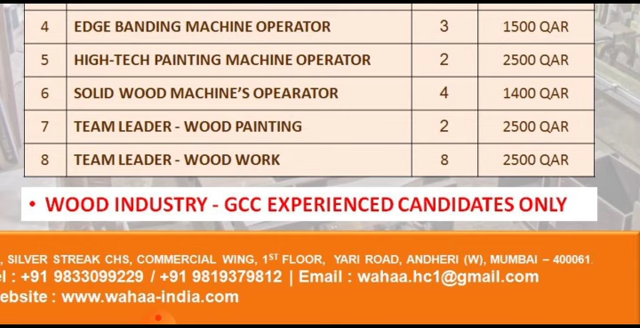 4 EDGE BANDING MACHINE OPERATOR 3 1500 QAR
5 HIGH-TECH PAINTING MACHINE OPERATOR 2 2500 QAR
6 SOLID WOOD MACHINE'S OPEARATOR 4 1400 QAR
7 TEAM LEADER - WOOD PAINTING 2 2500 QAR
8 TEAM LEADER - WOOD WORK 8 2500 QAR
• WOOD INDUSTRY - GCC EXPERIENCED CANDIDATES ONLY
, SILVER STREAK CHS, COMMERCIAL WING, 1ST FLOOR, YARI ROAD, ANDHERI (W), MUMBAI – 400061.
el : +91 9833099229 / +91 9819379812 | Email : wahaa.hc1@gmail.com
ebsite : www.wahaa-india.com